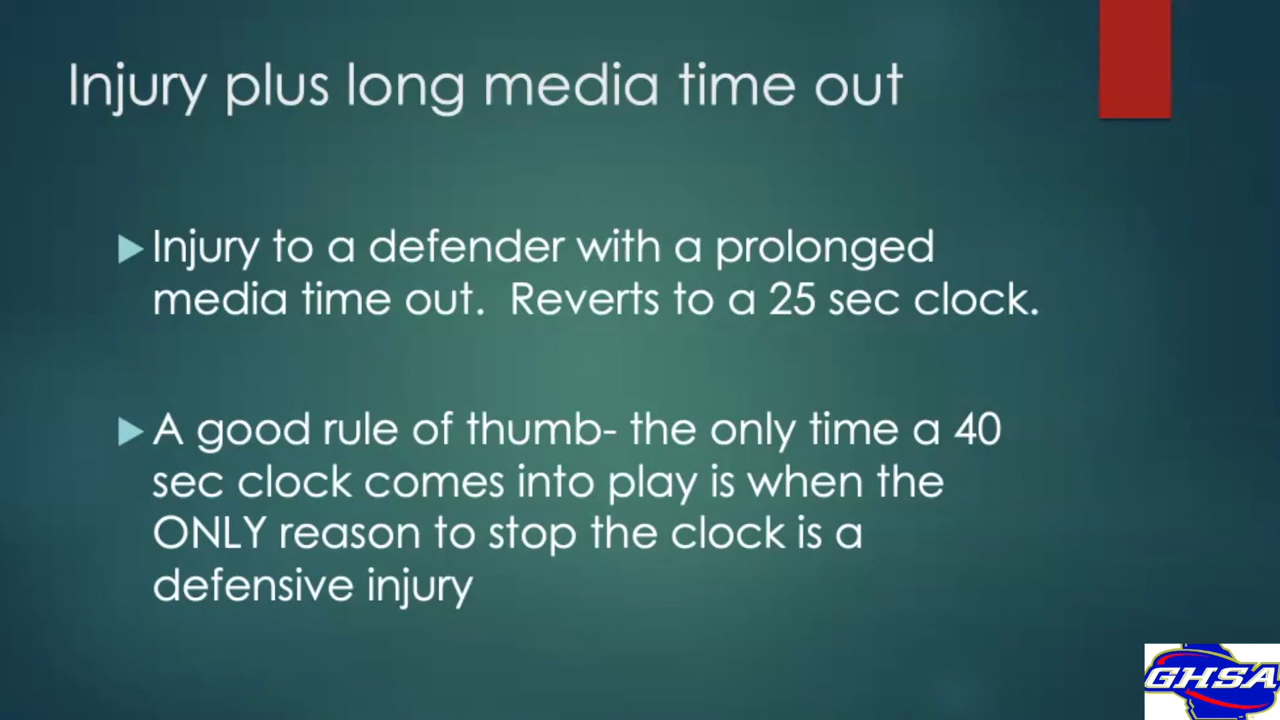 Injury plus long media time out
Injury to a defender with a prolonged
media time out.  Reverts to a 25 sec clock.
A good rule of thumb- the only time a 40
sec clock comes into play is when the
ONLY reason to stop the clock is a
defensive injury
GHSA